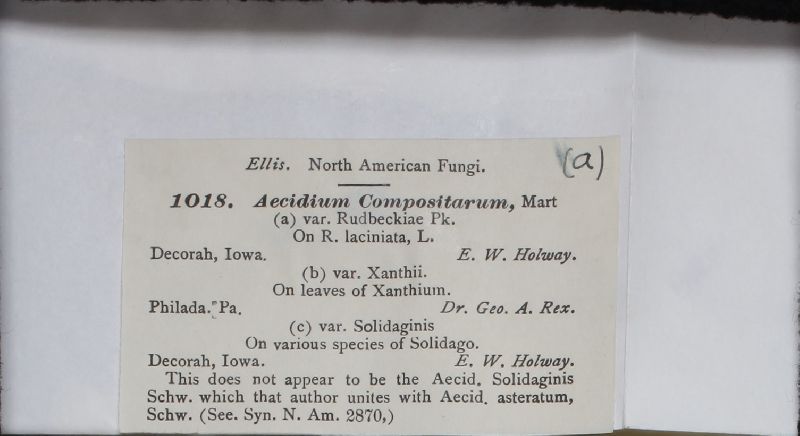 (a)
Ellis. North American Fungi.
1018. Aecidium Compositarum, Mart
(a) var. Rudbeckiae Pk.
On R. laciniata, L.
Decorah, Iowa. E. W. Holway.
(b) var. Xanthii.
On leaves of Xanthium.
Philada. Pa. Dr. Geo. A. Rex.
(c) var. Solidaginis
On various species of Solidago.
Decorah, Iowa. E. W. Holway.
This does not appear to be the Aecid. Solidaginis
Schw. which that author unites with Aecid. asteratum,
Schw. (See. Syn. N. Am. 2870,)